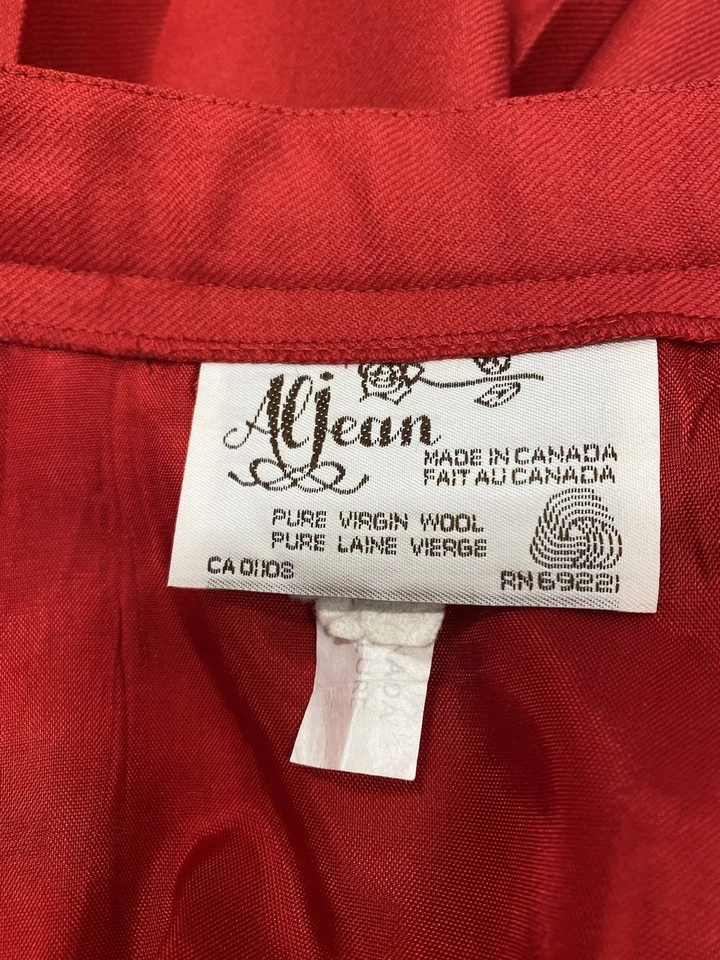 Aljean
MADE IN CANADA
FAIT AU CANADA
PURE VIRGIN WOOL
PURE LAINE VIERGE
CA 01108
RN 69221